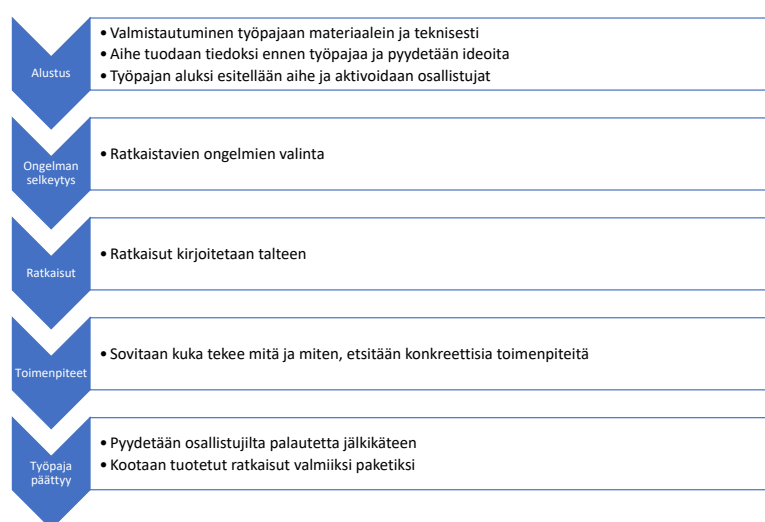 Alustus
• Valmistautuminen työpajaan materiaalein ja teknisesti
• Aihe tuodaan tiedoksi ennen työpajaa ja pyydetään ideoita
• Työpajan aluksi esitellään aihe ja aktivoidaan osallistujat
Ongelman
selkeytys
• Ratkaistavien ongelmien valinta
Ratkaisut
• Ratkaisut kirjoitetaan talteen
Toimenpiteet
• Sovitaan kuka tekee mitä ja miten, etsitään konkreettisia toimenpiteitä
Työpaja
päättyy
• Pyydetään osallistujilta palautetta jälkikäteen
• Kootaan tuotetut ratkaisut valmiiksi paketiksi